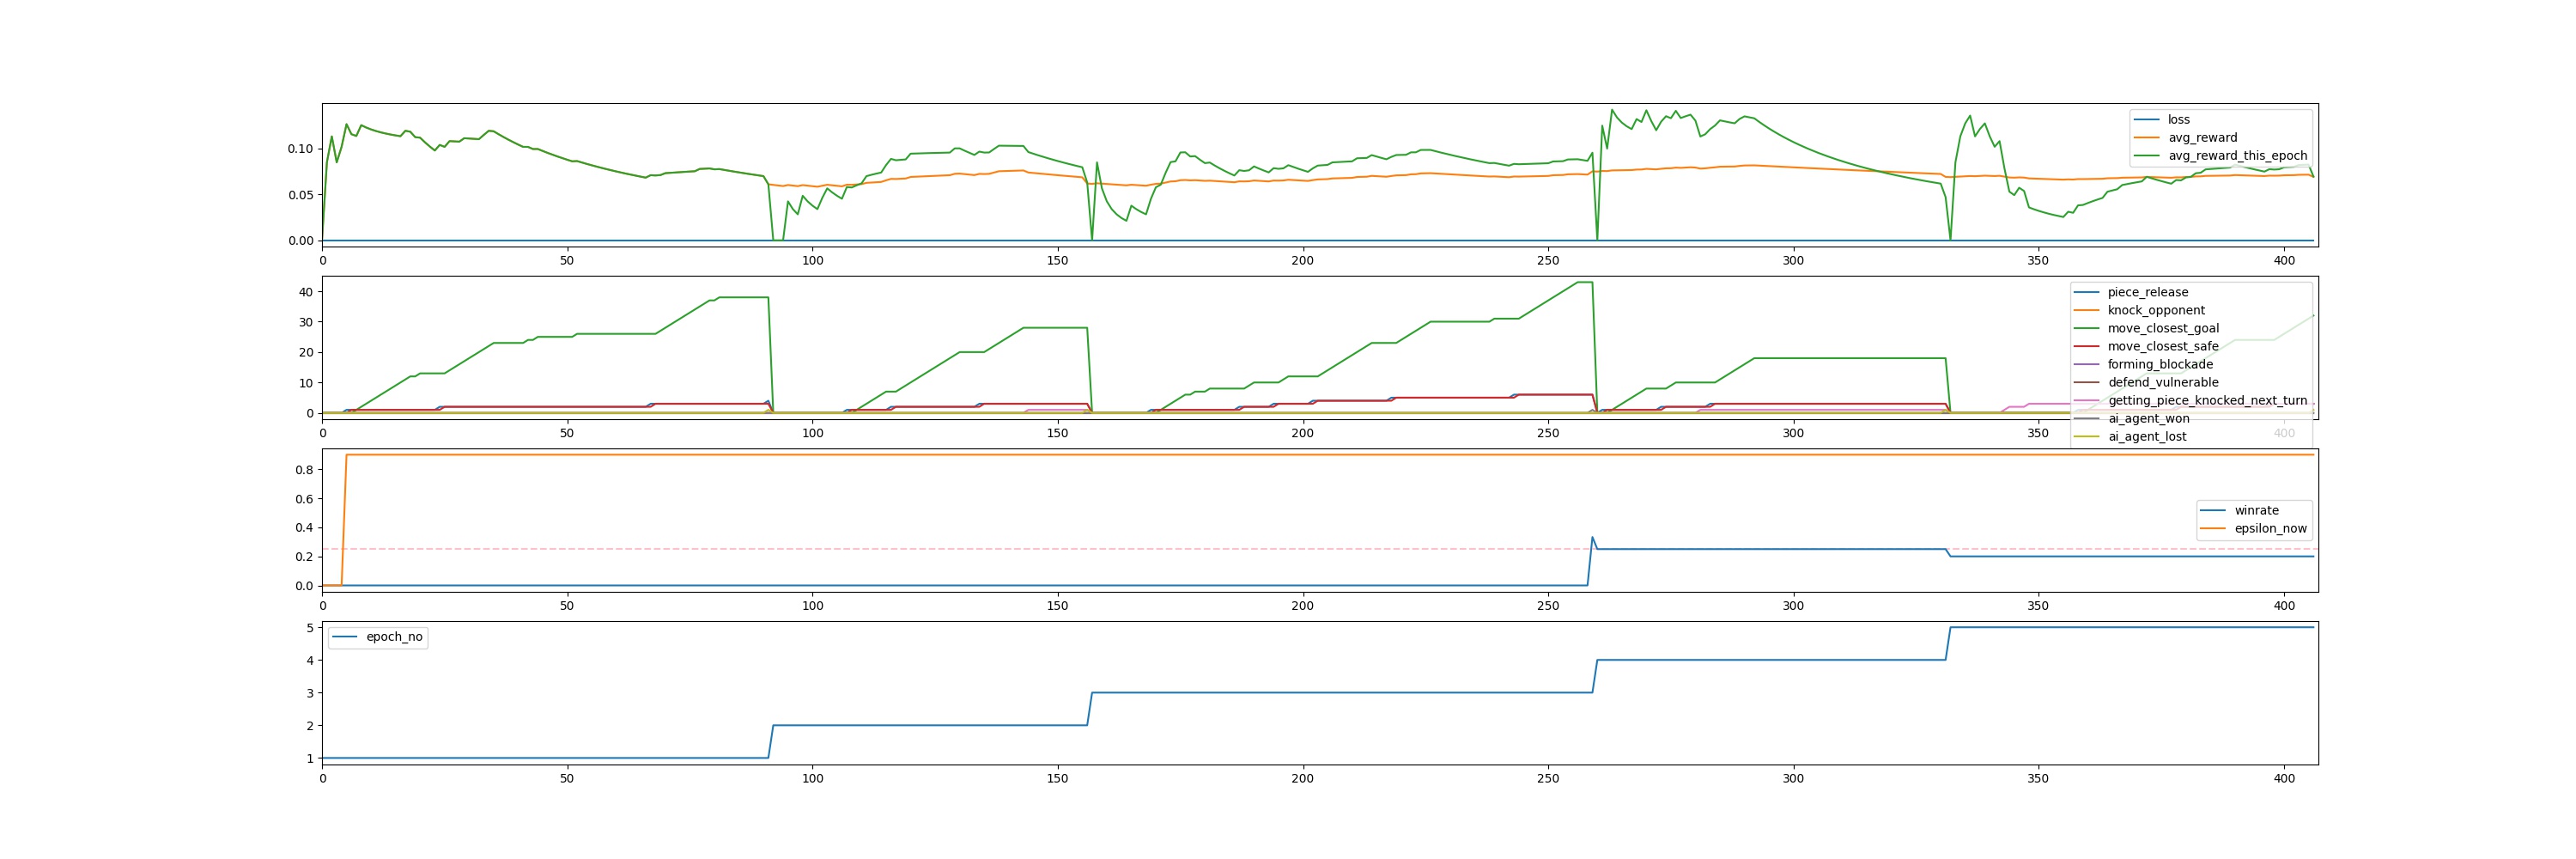 0.10
0.05
0.00
loss
avg_reward
avg_reward_this_epoch
0 50 100 150 200 250 300 350 400
40
30
20
10
0
piece_release
knock_opponent
move_closest_goal
move_closest_safe
forming_blockade
defend_vulnerable
getting_piece_knocked_next_turn
ai_agent_won
ai_agent_lost
0 50 100 150 200 250 300 350 400
0.8
0.6
0.4
0.2
0.0
winrate
epsilon_now
0 50 100 150 200 250 300 350 400
5
4
3
2
1
epoch_no
0 50 100 150 200 250 300 350 400